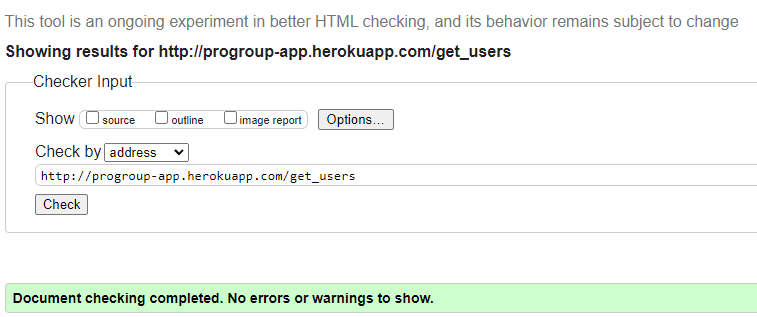 This tool is an ongoing experiment in better HTML checking, and its behavior remains subject to change
Showing results for http://progroup-app.herokuapp.com/get_users
Checker Input
Show source outline image report Options...
Check by address
http://progroup-app.herokuapp.com/get_users
Check
Document checking completed. No errors or warnings to show.